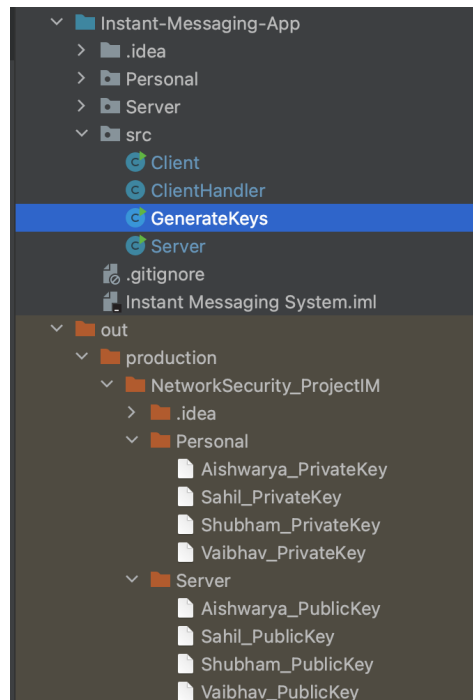 Instant-Messaging-App
.idea
Personal
Server
src
Client
ClientHandler
GenerateKeys
Server
.gitignore
Instant Messaging System.iml
out
production
NetworkSecurity_ProjectIM
.idea
Personal
Aishwarya_PrivateKey
Sahil_PrivateKey
Shubham_PrivateKey
Vaibhav_PrivateKey
Server
Aishwarya_PublicKey
Sahil_PublicKey
Shubham_PublicKey
Vaibhav_PublicKey